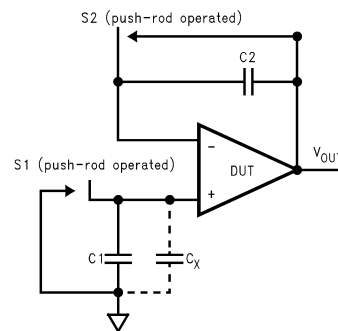 S2 (push-rod operated)
C2
S1 (push-rod operated)
-
DUT
+
VOUT
C1
CX